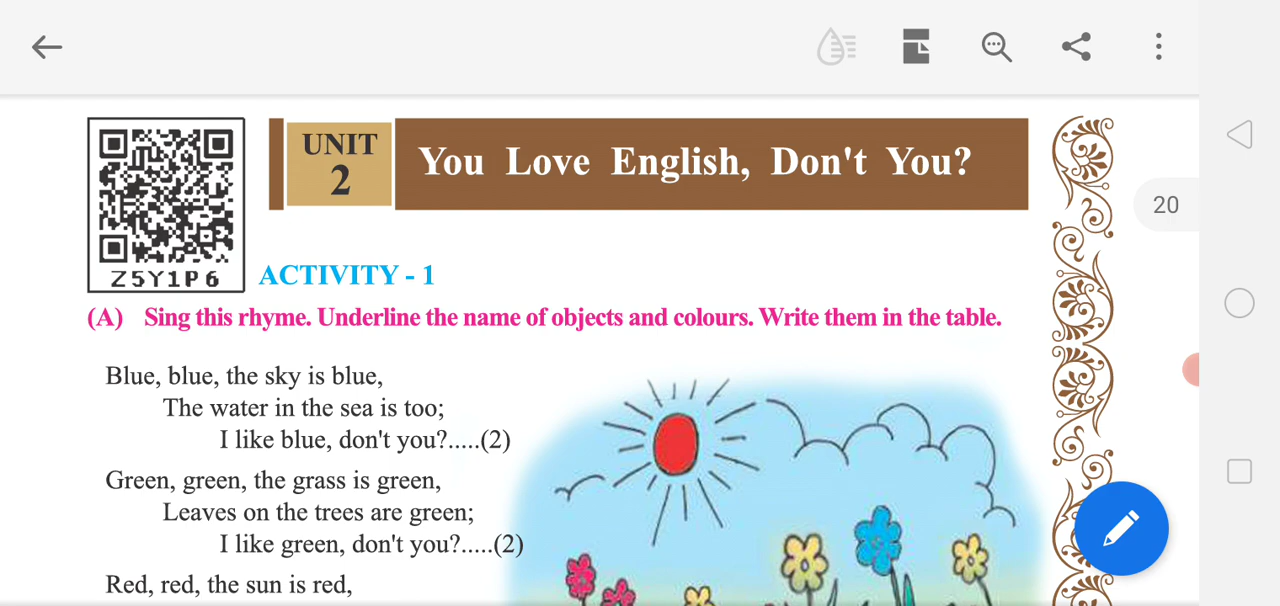 20
UNIT
2
You Love English, Don't You?
Z5Y1P6
ACTIVITY - 1
(A) Sing this rhyme. Underline the name of objects and colours. Write them in the table.
Blue, blue, the sky is blue,
The water in the sea is too;
I like blue, don't you?.....(2)
Green, green, the grass is green,
Leaves on the trees are green;
I like green, don't you?.....(2)
Red, red, the sun is red,